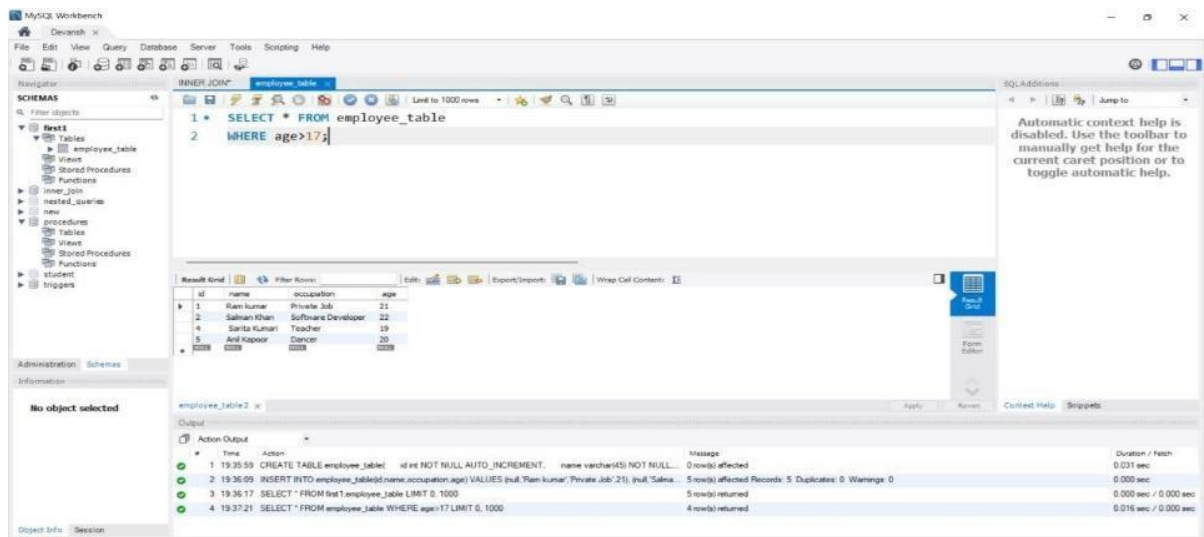 MySQL Workbench
Devansh ×
File Edit View Query Database Server Tools Scripting Help
Navigator
SCHEMAS
Filter objects
first1
Tables
employee_table
Views
Stored Procedures
Functions
inner_join
nested_queries
new
procedures
Tables
Views
Stored Procedures
Functions
student
triggers
Administration Schemas
Information
No object selected
Object Info Session
INNER JOIN* employee_table ×
Limit to 1000 rows
1 SELECT * FROM employee_table
2 WHERE age>17;
Result Grid Filter Rows: Edit: Export/Import: Wrap Cell Content:
id name occupation age
1 Ram kumar Private Job 21
2 Salman Khan Software Developer 22
4 Sarita Kumari Teacher 19
5 Anil Kapoor Dancer 20
NULL NULL NULL NULL
Result Grid
Form Editor
employee_table 2 × Apply Revert
Output
Action Output
# Time Action Message Duration / Fetch
1 19:35:59 CREATE TABLE employee_table( id int NOT NULL AUTO_INCREMENT, name varchar(45) NOT NULL... 0 row(s) affected 0.031 sec
2 19:36:09 INSERT INTO employee_table(id,name,occupation,age) VALUES (null,'Ram kumar','Private Job',21), (null,'Salma... 5 row(s) affected Records: 5 Duplicates: 0 Warnings: 0 0.000 sec
3 19:36:17 SELECT * FROM first1.employee_table LIMIT 0, 1000 5 row(s) returned 0.000 sec / 0.000 sec
4 19:37:21 SELECT * FROM employee_table WHERE age>17 LIMIT 0, 1000 4 row(s) returned 0.016 sec / 0.000 sec
SQLAdditions
Jump to
Automatic context help is
disabled. Use the toolbar to
manually get help for the
current caret position or to
toggle automatic help.
Context Help Snippets